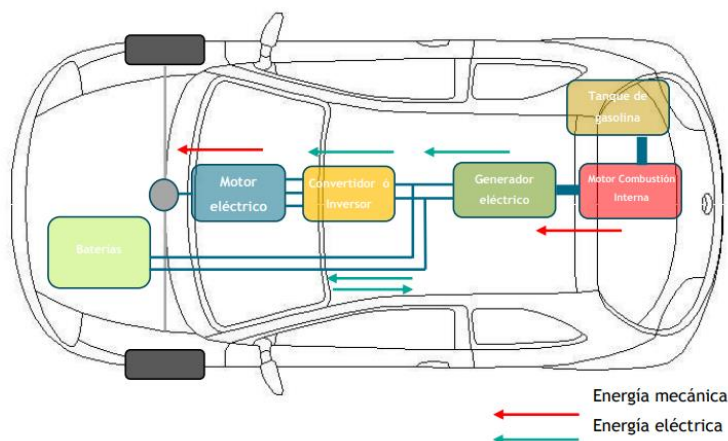 Tanque de
gasolina
Motor
eléctrico
Convertidor o
Inversor
Generador
eléctrico
Motor Combustión
Interna
Baterías
Energía mecánica
Energía eléctrica